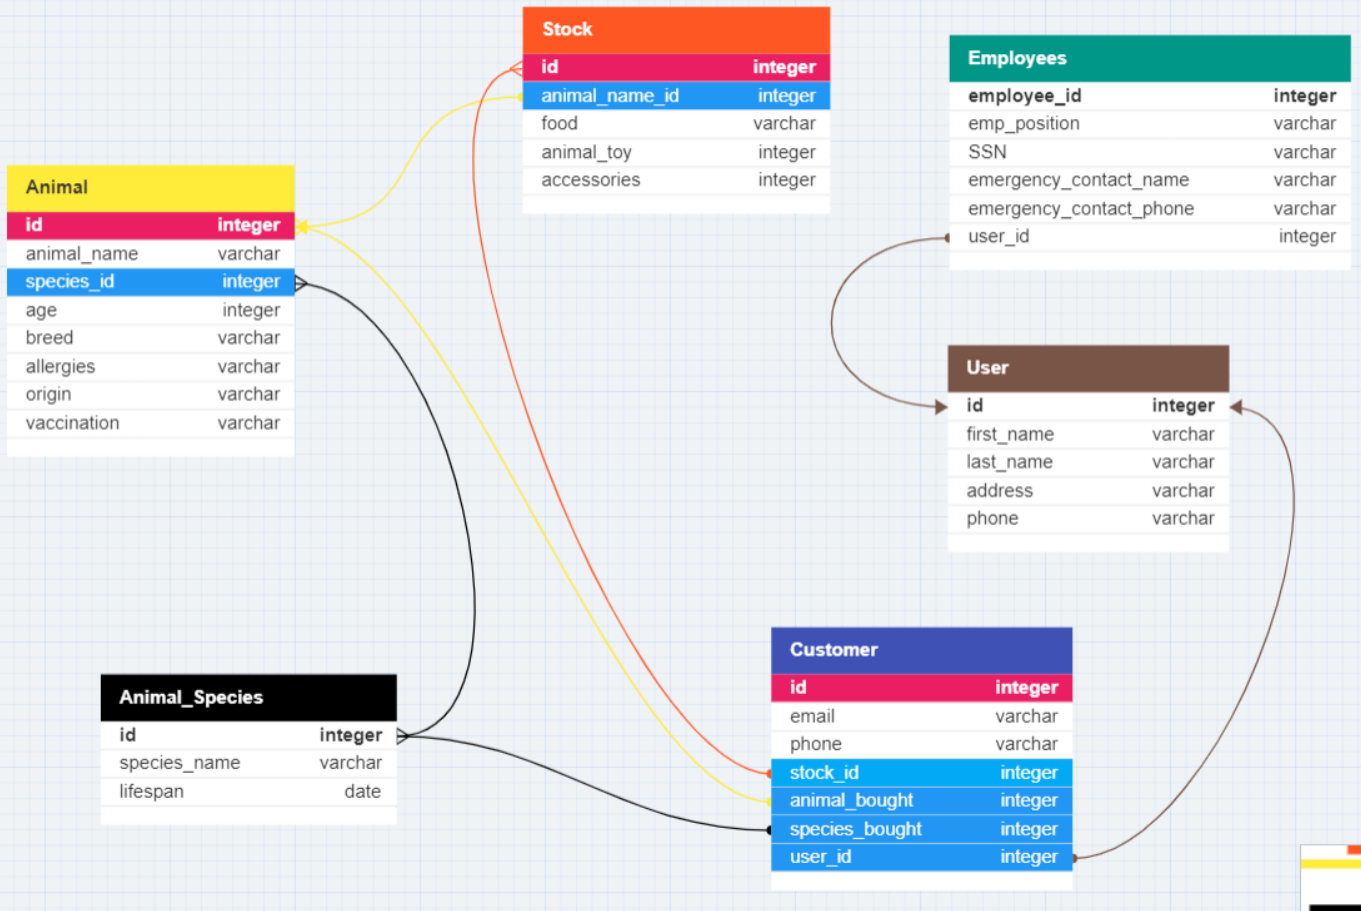 Stock
id integer
animal_name_id integer
food varchar
animal_toy integer
accessories integer
Employees
employee_id integer
emp_position varchar
SSN varchar
emergency_contact_name varchar
emergency_contact_phone varchar
user_id integer
Animal
id integer
animal_name varchar
species_id integer
age integer
breed varchar
allergies varchar
origin varchar
vaccination varchar
User
id integer
first_name varchar
last_name varchar
address varchar
phone varchar
Customer
id integer
email varchar
phone varchar
stock_id integer
animal_bought integer
species_bought integer
user_id integer
Animal_Species
id integer
species_name varchar
lifespan date